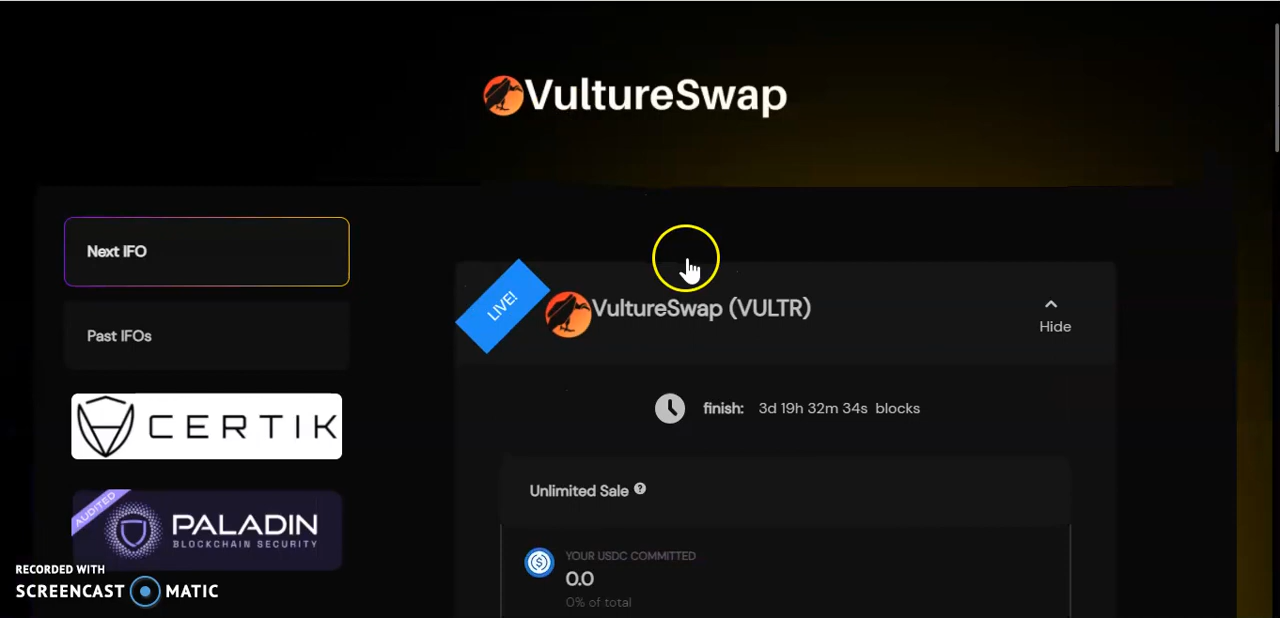 VultureSwap
Next IFO
Past IFOs
CERTIK
AUDITED
PALADIN
BLOCKCHAIN SECURITY
LIVE!
VultureSwap (VULTR)
Hide
finish: 3d 19h 32m 34s blocks
Unlimited Sale ?
YOUR USDC COMMITTED
0.0
0% of total
RECORDED WITH
SCREENCAST MATIC